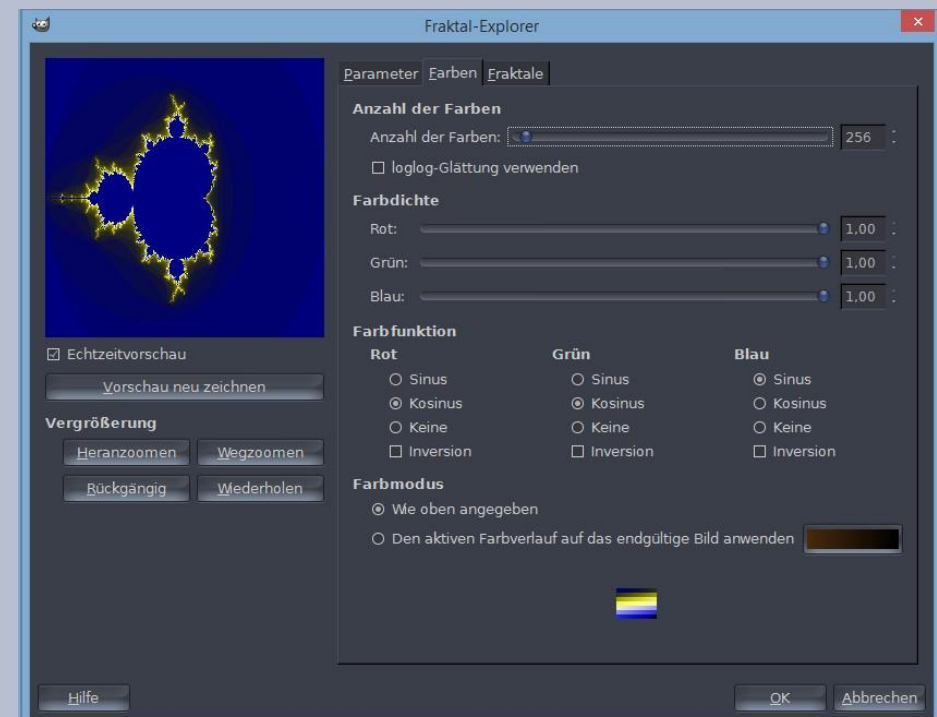 Fraktal-Explorer
Parameter Farben Fraktale
Anzahl der Farben
Anzahl der Farben: 256
loglog-Glättung verwenden
Farbdichte
Rot: 1,00
Grün: 1,00
Blau: 1,00
Farbfunktion
Rot Grün Blau
Sinus Sinus Sinus
Kosinus Kosinus Kosinus
Keine Keine Keine
Inversion Inversion Inversion
Farbmodus
Wie oben angegeben
Den aktiven Farbverlauf auf das endgültige Bild anwenden
Echtzeitvorschau
Vorschau neu zeichnen
Vergrößerung
Heranzoomen Wegzoomen
Rückgängig Wiederholen
Hilfe OK Abbrechen